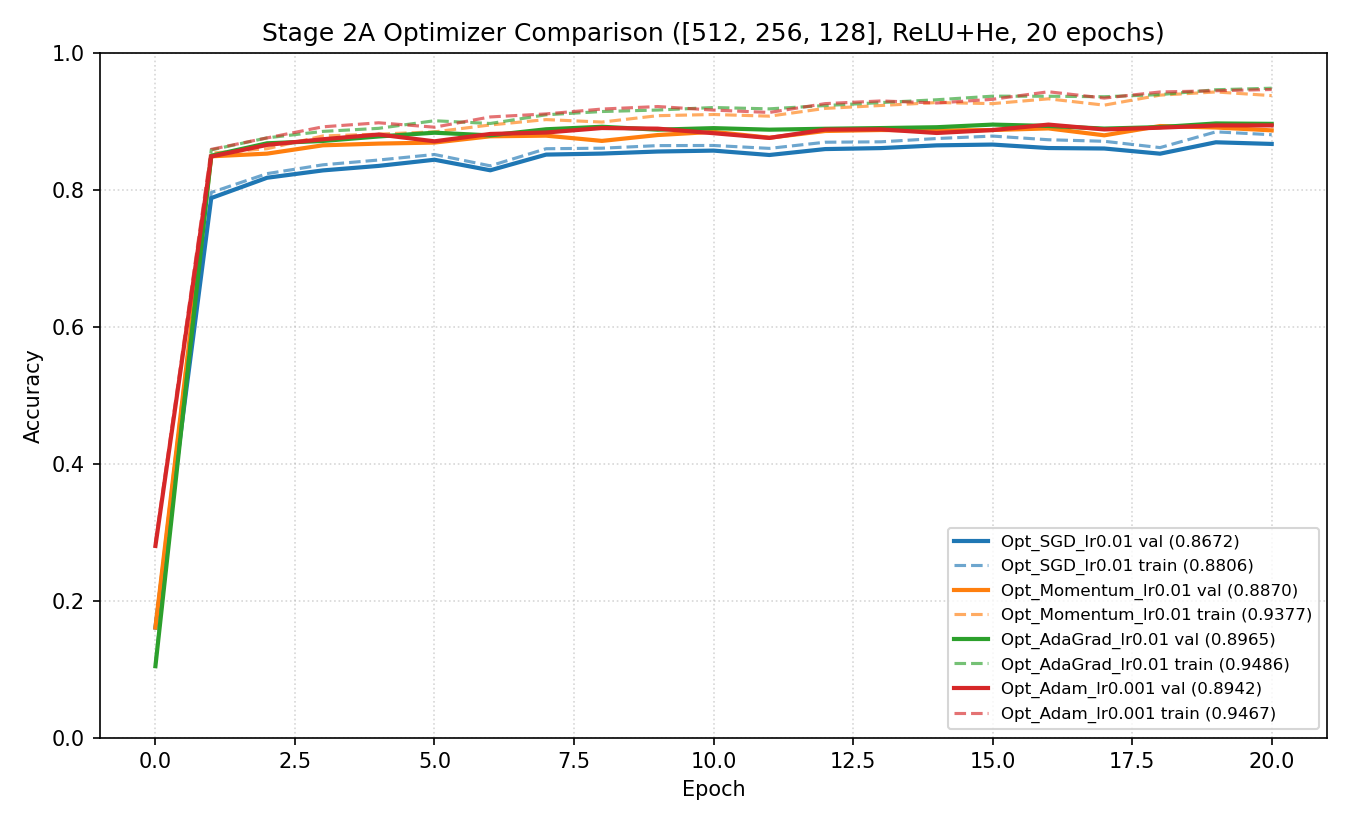 Stage 2A Optimizer Comparison ([512, 256, 128], ReLU+He, 20 epochs)
Accuracy
1.0
0.8
0.6
0.4
0.2
0.0
Opt_SGD_lr0.01 val (0.8672)
Opt_SGD_lr0.01 train (0.8806)
Opt_Momentum_lr0.01 val (0.8870)
Opt_Momentum_lr0.01 train (0.9377)
Opt_AdaGrad_lr0.01 val (0.8965)
Opt_AdaGrad_lr0.01 train (0.9486)
Opt_Adam_lr0.001 val (0.8942)
Opt_Adam_lr0.001 train (0.9467)
0.0 2.5 5.0 7.5 10.0 12.5 15.0 17.5 20.0
Epoch